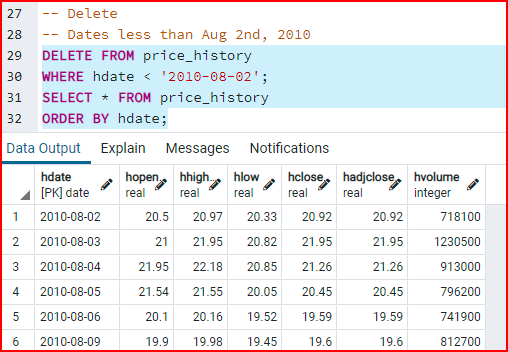 27 -- Delete
28 -- Dates less than Aug 2nd, 2010
29 DELETE FROM price_history
30 WHERE hdate < '2010-08-02';
31 SELECT * FROM price_history
32 ORDER BY hdate;
Data Output Explain Messages Notifications
hdate hopen hhigh... hlow hclose hadjclose hvolume
[PK] date real real real real real integer
1 2010-08-02 20.5 20.97 20.33 20.92 20.92 718100
2 2010-08-03 21 21.95 20.82 21.95 21.95 1230500
3 2010-08-04 21.95 22.18 20.85 21.26 21.26 913000
4 2010-08-05 21.54 21.55 20.05 20.45 20.45 796200
5 2010-08-06 20.1 20.16 19.52 19.59 19.59 741900
6 2010-08-09 19.9 19.98 19.45 19.6 19.6 812700